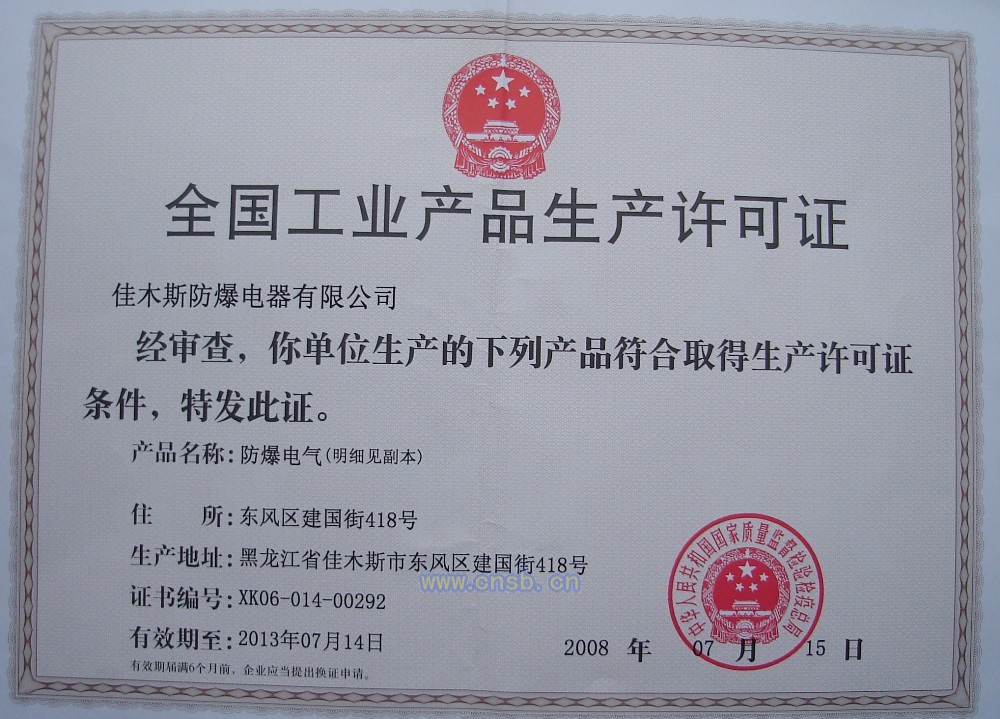 全国工业产品生产许可证
佳木斯防爆电器有限公司
经审查，你单位生产的下列产品符合取得生产许可证
条件，特发此证。
产品名称：防爆电气（明细见副本）
住　　所：东风区建国街418号
生产地址：黑龙江省佳木斯市东风区建国街418号
www.cnsb.cn
证书编号：XK06-014-00292
有效期至：2013年07月14日
有效期届满6个月前，企业应当提出换证申请。
中华人民共和国国家质量监督检验检疫总局
2008 年 07 月 15 日